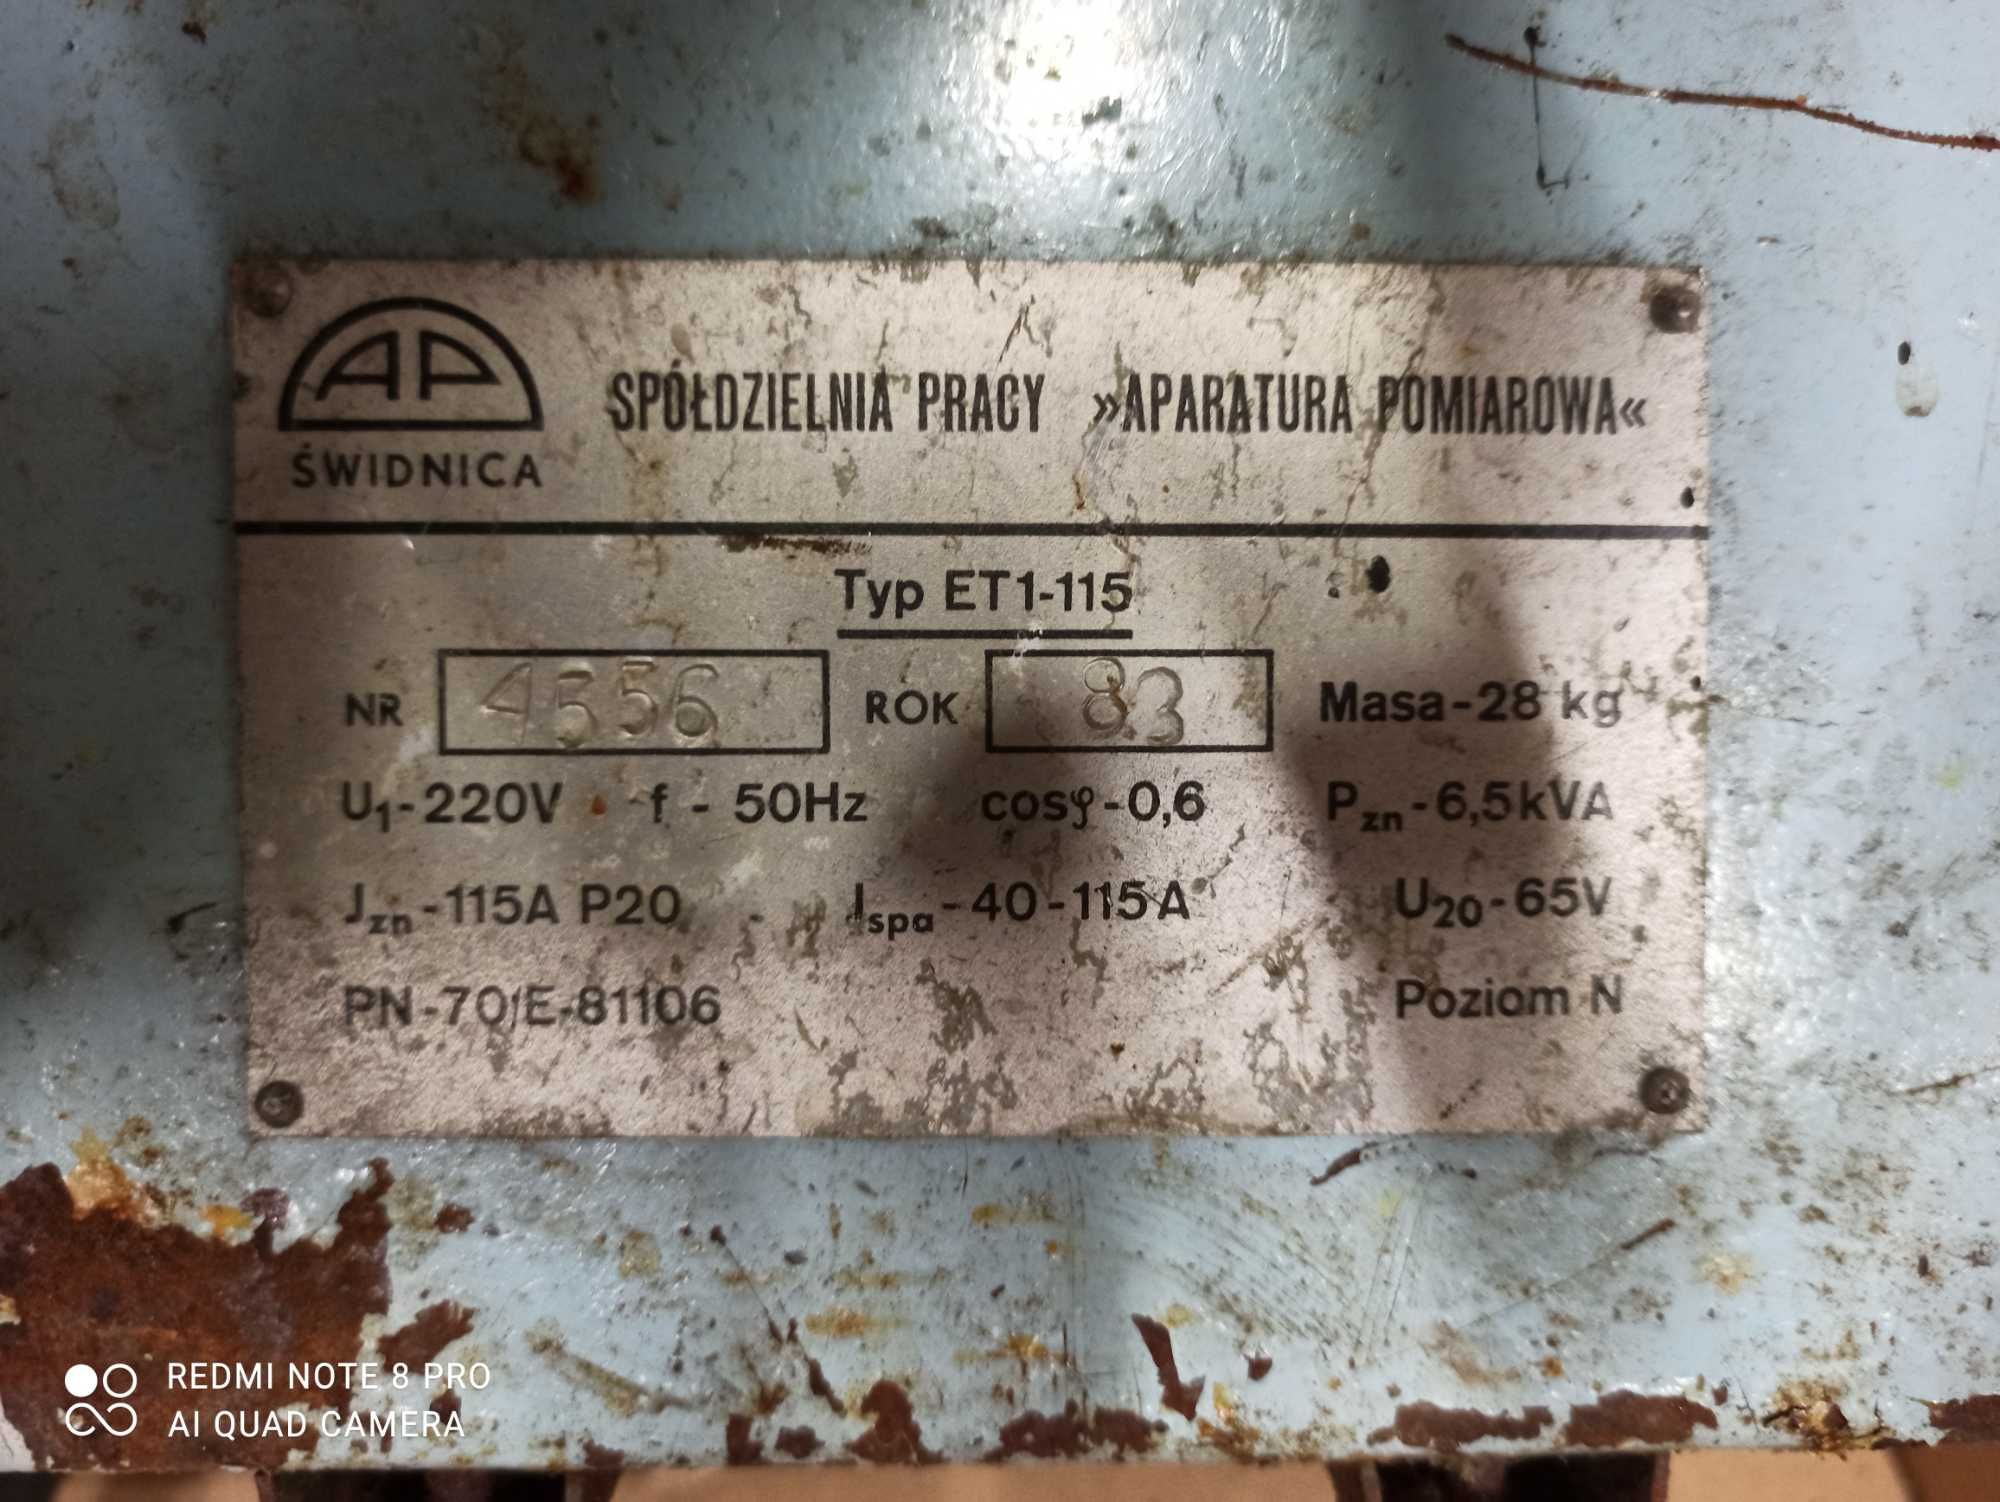 AP
ŚWIDNICA
SPÓŁDZIELNIA PRACY »APARATURA POMIAROWA«
Typ ET1-115
NR 4556 ROK 83 Masa-28 kg
U1-220V f - 50Hz cosφ-0,6 Pzn-6,5kVA
Jzn-115A P20 Jspa-40-115A U20-65V
PN-70/E-81106 Poziom N
REDMI NOTE 8 PRO
AI QUAD CAMERA